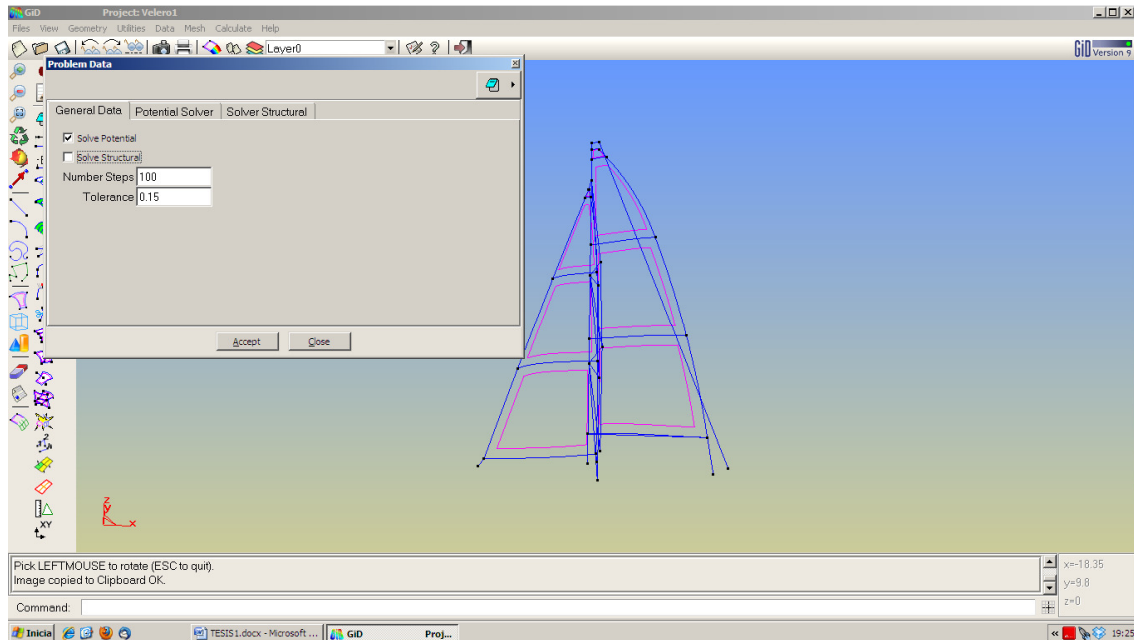 GiD Project: Velero1
Files View Geometry Utilities Data Mesh Calculate Help
Layer0
GiD Version 9
Problem Data
General Data Potential Solver Solver Structural
Solve Potential
Solve Structural
Number Steps 100
Tolerance 0.15
Accept Close
z
y
x
2
XY
Pick LEFTMOUSE to rotate (ESC to quit).
Image copied to Clipboard OK.
x=-18.35
y=9.8
z=0
Command:
Inicia TESIS1.docx - Microsoft ... GiD Proj... « 19:25